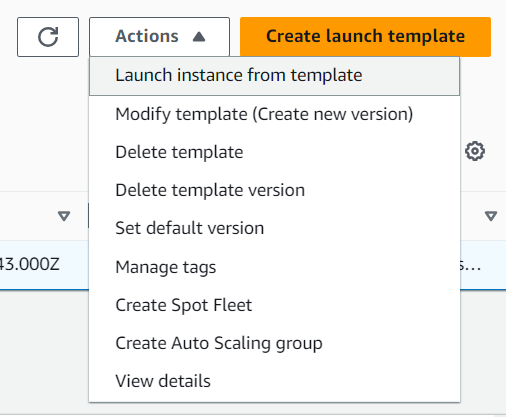 Actions
Create launch template
Launch instance from template
Modify template (Create new version)
Delete template
Delete template version
Set default version
43.000Z
s...
Manage tags
Create Spot Fleet
Create Auto Scaling group
View details